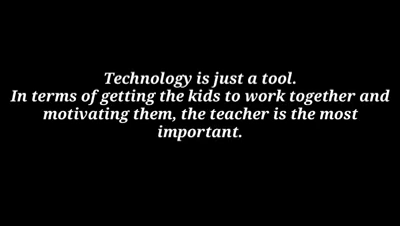 Technology is just a tool.
In terms of getting the kids to work together and
motivating them, the teacher is the most
important.